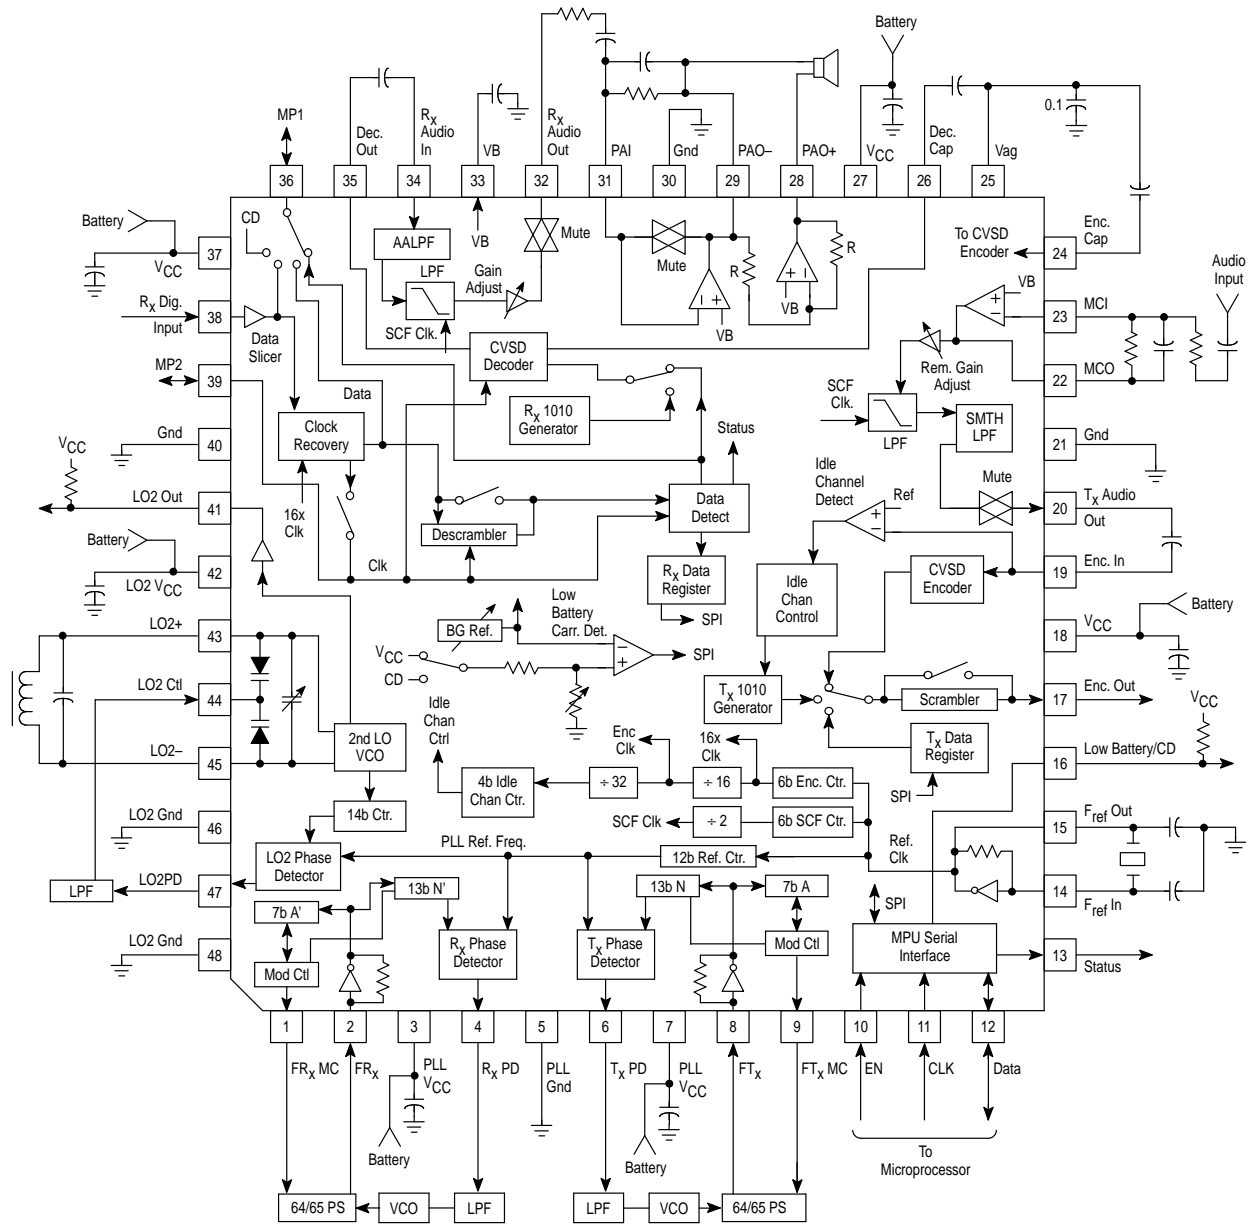 Battery
MP1
Dec.
Out
Rx
Audio
In
VB
Rx
Audio
Out
PAI
Gnd
PAO–
PAO+
VCC
Dec.
Cap
Vag
0.1
36
35
34
33
32
31
30
29
28
27
26
25
Battery
VCC
37
CD
AALPF
VB
Mute
LPF
Gain
Adjust
SCF Clk.
Mute
R
R
VB
VB
To CVSD
Encoder
24
Enc.
Cap
Audio
Input
Rx Dig.
Input
38
Data
Slicer
VB
23
MCI
MP2
39
Data
CVSD
Decoder
Rem. Gain
Adjust
22
MCO
SCF
Clk.
LPF
SMTH
LPF
Gnd
40
Clock
Recovery
Rx 1010
Generator
Status
21
Gnd
VCC
LO2 Out
41
16x
Clk
Descrambler
Data
Detect
Idle
Channel
Detect
Ref
Mute
20
Tx Audio
Out
Battery
LO2 VCC
42
Clk
Rx Data
Register
SPI
Idle
Chan
Control
CVSD
Encoder
19
Enc. In
LO2+
43
BG Ref.
Low
Battery
Carr. Det.
VCC
CD
SPI
18
VCC
Battery
LO2 Ctl
44
Idle
Chan
Ctrl
Tx 1010
Generator
Scrambler
17
Enc. Out
VCC
LO2–
45
2nd LO
VCO
Enc
Clk
16x
Clk
4b Idle
Chan Ctr.
÷ 32
÷ 16
6b Enc. Ctr.
Tx Data
Register
SPI
16
Low Battery/CD
LO2 Gnd
46
14b Ctr.
SCF Clk
÷ 2
6b SCF Ctr.
15
Fref Out
LO2 Phase
Detector
PLL Ref. Freq.
12b Ref. Ctr.
Ref.
Clk
LPF
LO2PD
47
13b N'
13b N
7b A
14
Fref In
7b A'
SPI
LO2 Gnd
48
Mod Ctl
Rx Phase
Detector
Tx Phase
Detector
Mod Ctl
MPU Serial
Interface
13
Status
1
2
3
4
5
6
7
8
9
10
11
12
FRx MC
FRx
PLL
VCC
Rx PD
PLL
Gnd
Tx PD
PLL
VCC
FTx
FTx MC
EN
CLK
Data
Battery
Battery
To
Microprocessor
64/65 PS
VCO
LPF
LPF
VCO
64/65 PS